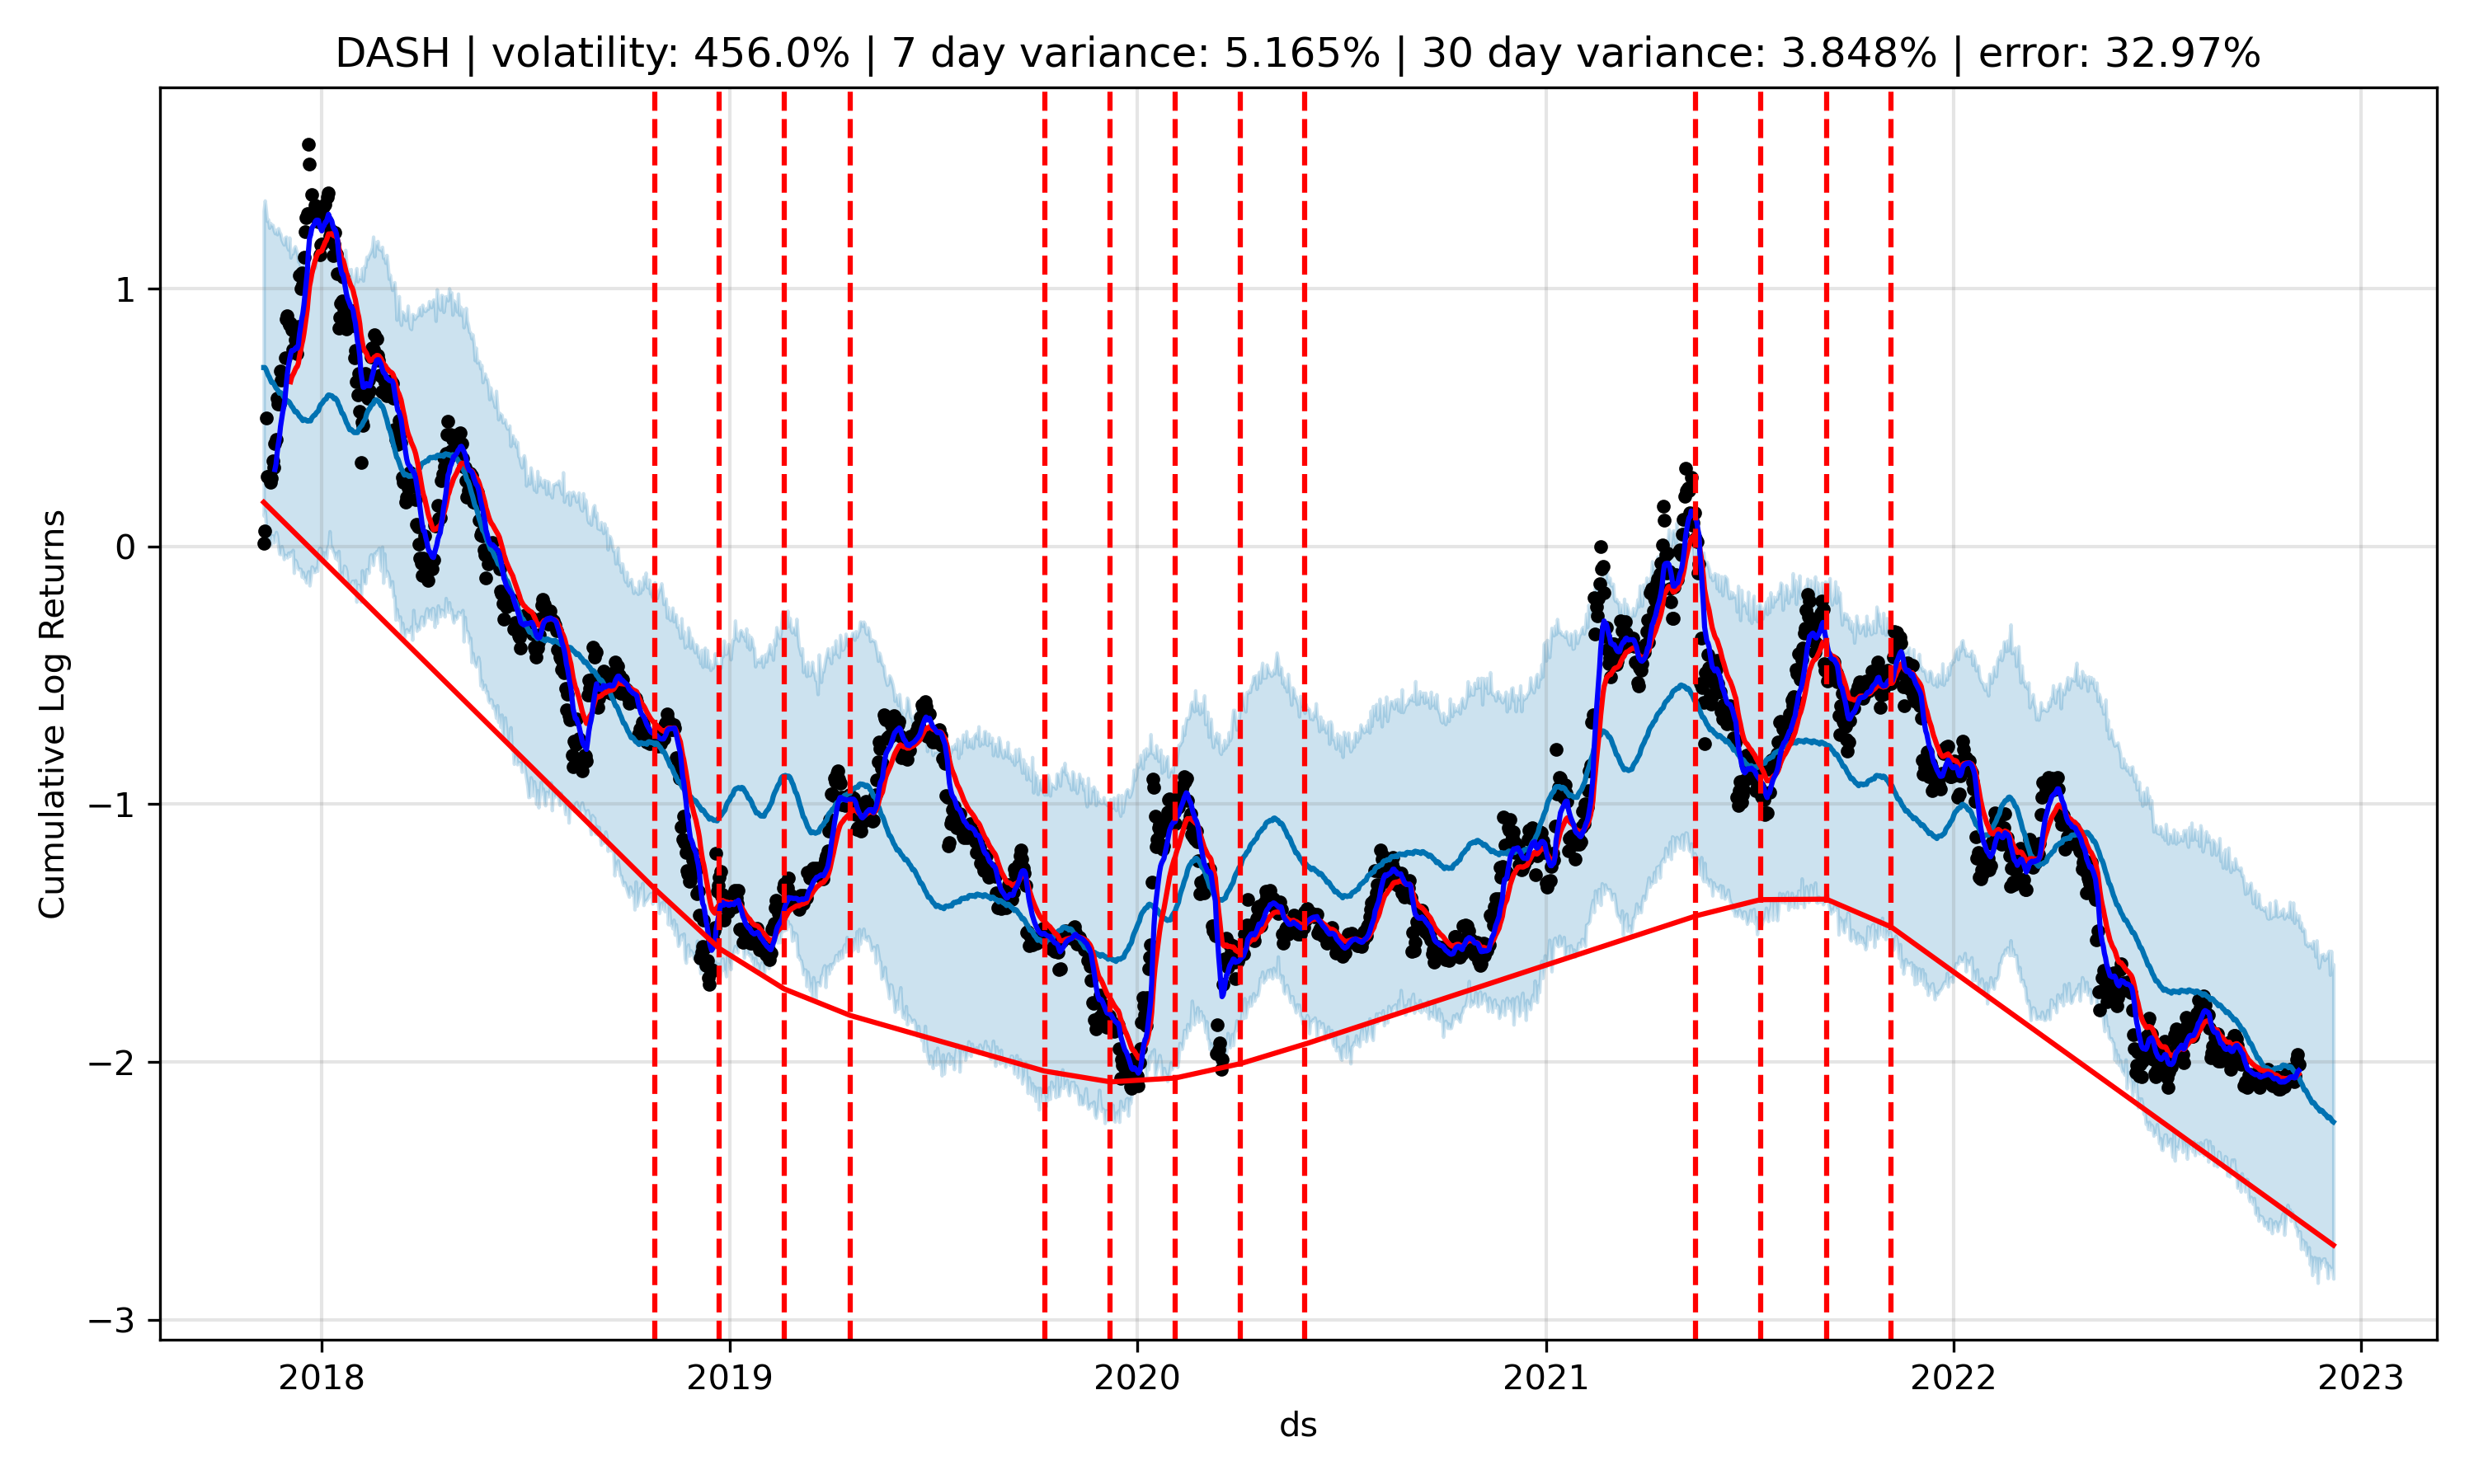 DASH | volatility: 456.0% | 7 day variance: 5.165% | 30 day variance: 3.848% | error: 32.97%
Cumulative Log Returns
1
0
−1
−2
−3
2018 2019 2020 2021 2022 2023
ds